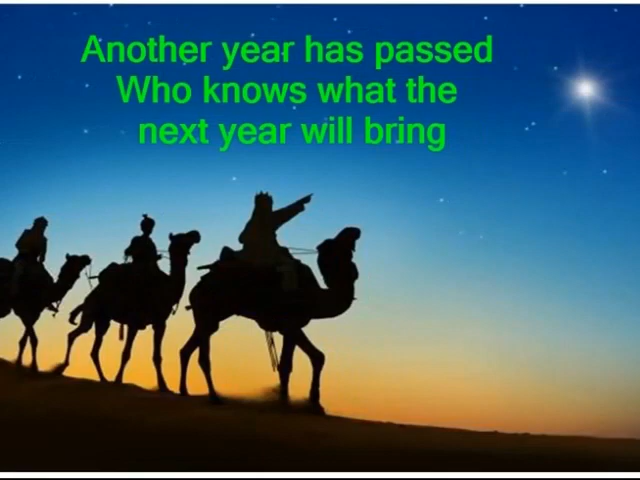 Another year has passed
Who knows what the
next year will bring